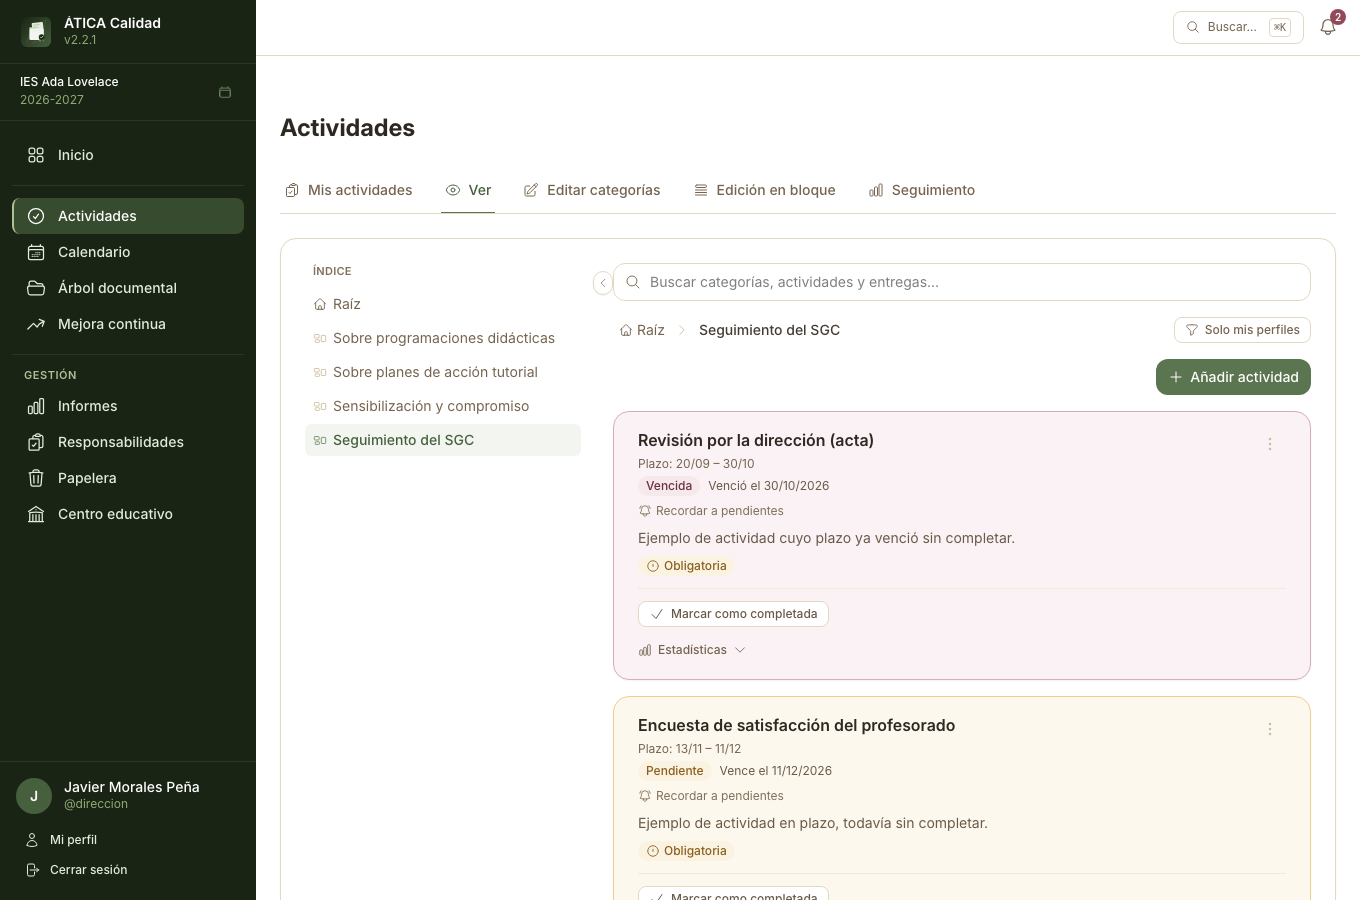 ÁTICA Calidad
v2.2.1
IES Ada Lovelace
2026-2027
Inicio
Actividades
Calendario
Árbol documental
Mejora continua
GESTIÓN
Informes
Responsabilidades
Papelera
Centro educativo
J
Javier Morales Peña
@direccion
Mi perfil
Cerrar sesión
Buscar...
⌘K
2
Actividades
Mis actividades
Ver
Editar categorías
Edición en bloque
Seguimiento
ÍNDICE
Raíz
Sobre programaciones didácticas
Sobre planes de acción tutorial
Sensibilización y compromiso
Seguimiento del SGC
Buscar categorías, actividades y entregas...
Raíz
Seguimiento del SGC
Solo mis perfiles
Añadir actividad
Revisión por la dirección (acta)
Plazo: 20/09 – 30/10
Vencida Venció el 30/10/2026
Recordar a pendientes
Ejemplo de actividad cuyo plazo ya venció sin completar.
Obligatoria
Marcar como completada
Estadísticas
Encuesta de satisfacción del profesorado
Plazo: 13/11 – 11/12
Pendiente Vence el 11/12/2026
Recordar a pendientes
Ejemplo de actividad en plazo, todavía sin completar.
Obligatoria
Marcar como completada